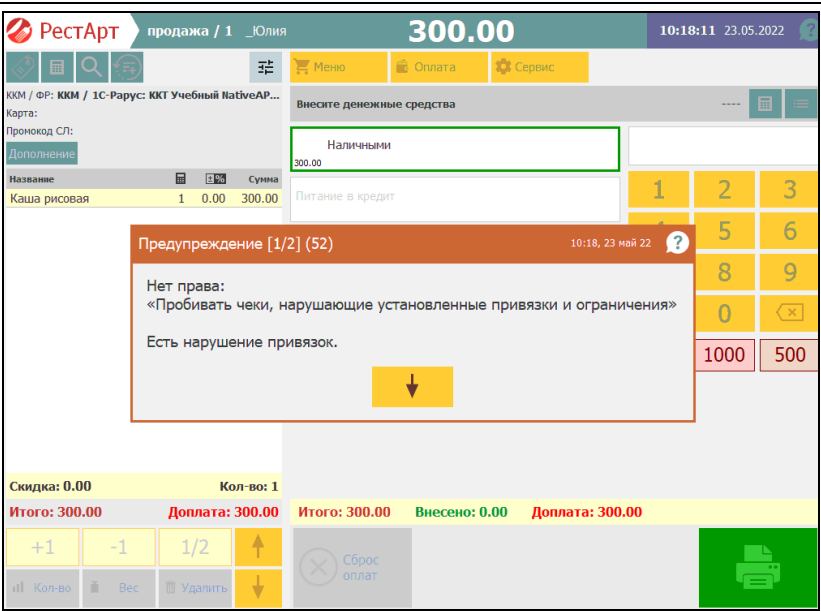 РестАрт продажа / 1 _Юлия 300.00 10:18:11 23.05.2022 ?
Меню Оплата Сервис
ККМ / ФР: ККМ / 1С-Рарус: ККТ Учебный NativeAP...
Карта:
Промокод СЛ:
Дополнение
Внесите денежные средства ----
Название ±% Сумма
Каша рисовая 1 0.00 300.00
Наличными
300.00
Питание в кредит
1 2 3
5 6
8 9
0
1000 500
Предупреждение [1/2] (52) 10:18, 23 май 22 ?
Нет права:
«Пробивать чеки, нарушающие установленные привязки и ограничения»
Есть нарушение привязок.
Скидка: 0.00 Кол-во: 1
Итого: 300.00 Доплата: 300.00
Итого: 300.00 Внесено: 0.00 Доплата: 300.00
+1 -1 1/2
Кол-во Вес Удалить
Сброс
оплат